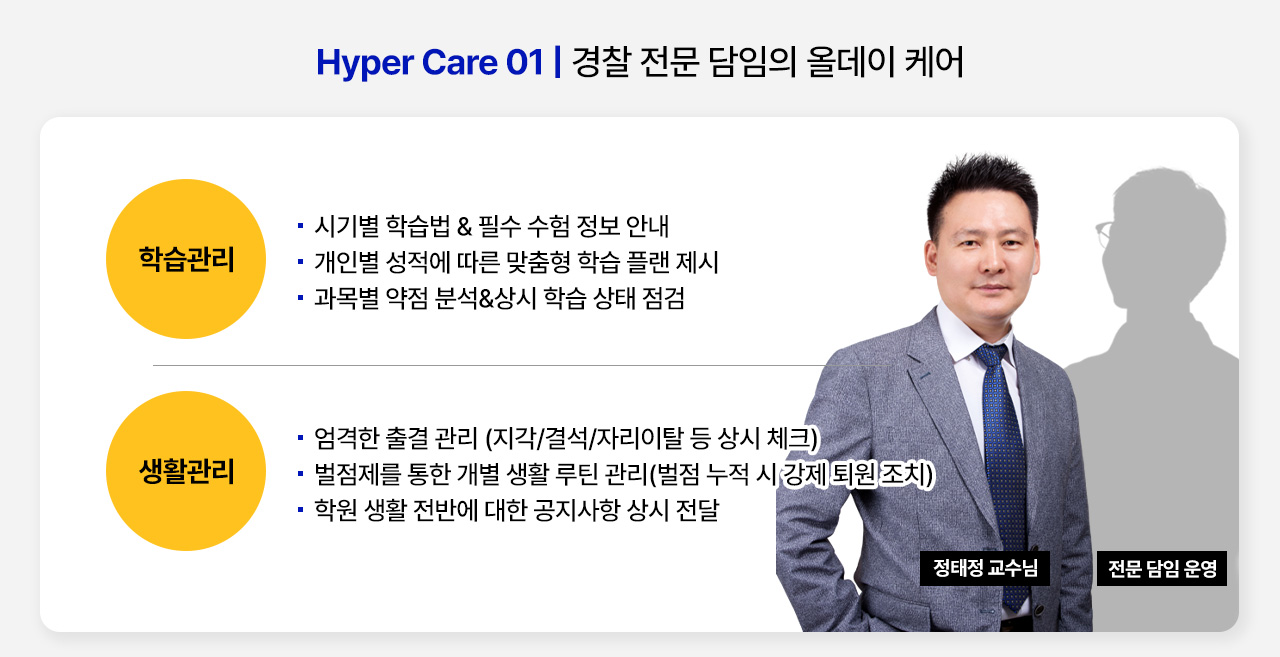 Hyper Care 01 | 경찰 전문 담임의 올데이 케어
학습관리
시기별 학습법 & 필수 수험 정보 안내
개인별 성적에 따른 맞춤형 학습 플랜 제시
과목별 약점 분석&상시 학습 상태 점검
생활관리
엄격한 출결 관리 (지각/결석/자리이탈 등 상시 체크)
벌점제를 통한 개별 생활 루틴 관리(벌점 누적 시 강제 퇴원 조치)
학원 생활 전반에 대한 공지사항 상시 전달
정태정 교수님
전문 담임 운영